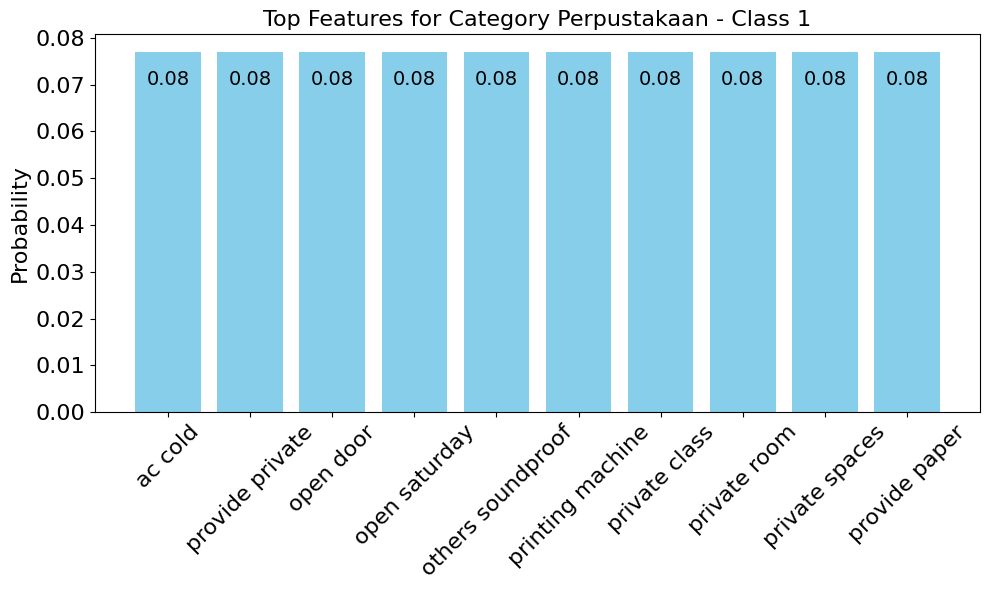 Top Features for Category Perpustakaan - Class 1
Probability
0.08
0.07
0.06
0.05
0.04
0.03
0.02
0.01
0.00
0.08 0.08 0.08 0.08 0.08 0.08 0.08 0.08 0.08 0.08
ac cold
provide private
open door
open saturday
others soundproof
printing machine
private class
private room
private spaces
provide paper